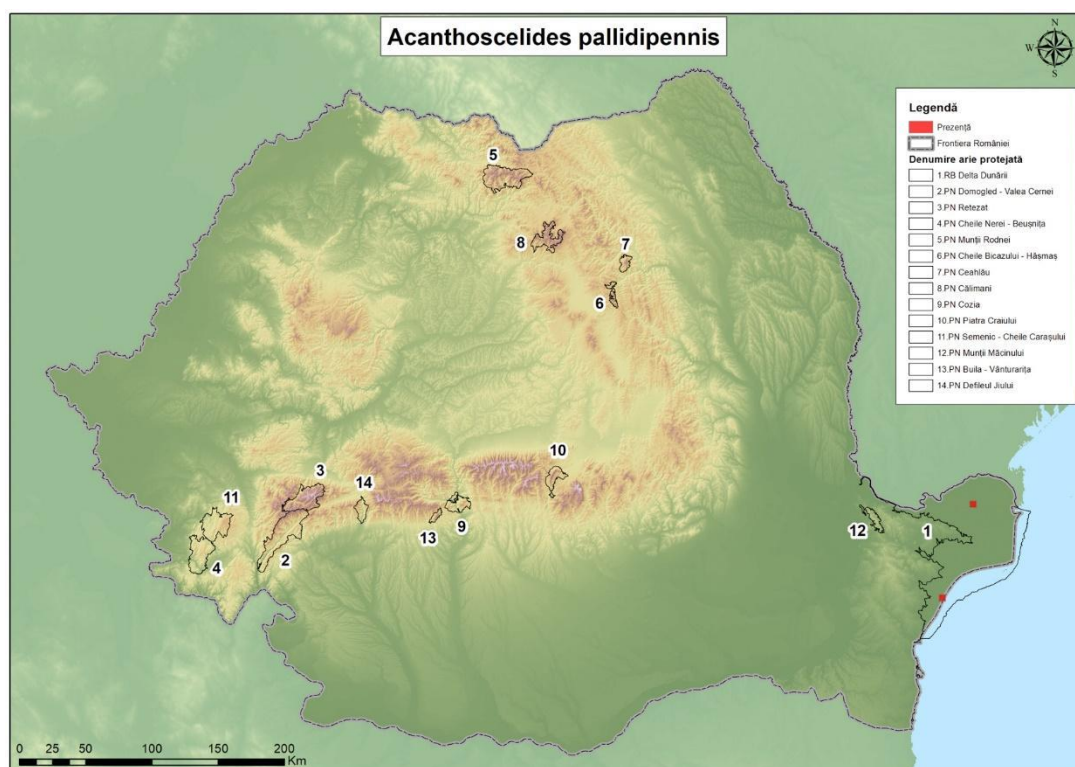 Acanthoscelides pallidipennis
N
W
S
Legendă
Prezență
Frontiera României
Denumire arie protejată
1.RB Delta Dunării
2.PN Domogled - Valea Cernei
3.PN Retezat
4.PN Cheile Nerei - Beușnița
5.PN Munții Rodnei
6.PN Cheile Bicazului - Hășmaș
7.PN Ceahlău
8.PN Călimani
9.PN Cozia
10.PN Piatra Craiului
11.PN Semenic - Cheile Carașului
12.PN Munții Măcinului
13.PN Buila - Vânturarița
14.PN Defileul Jiului
5
8
7
6
10
3
14
11
13
9
12
1
4
2
0 25 50 100 150 200
Km